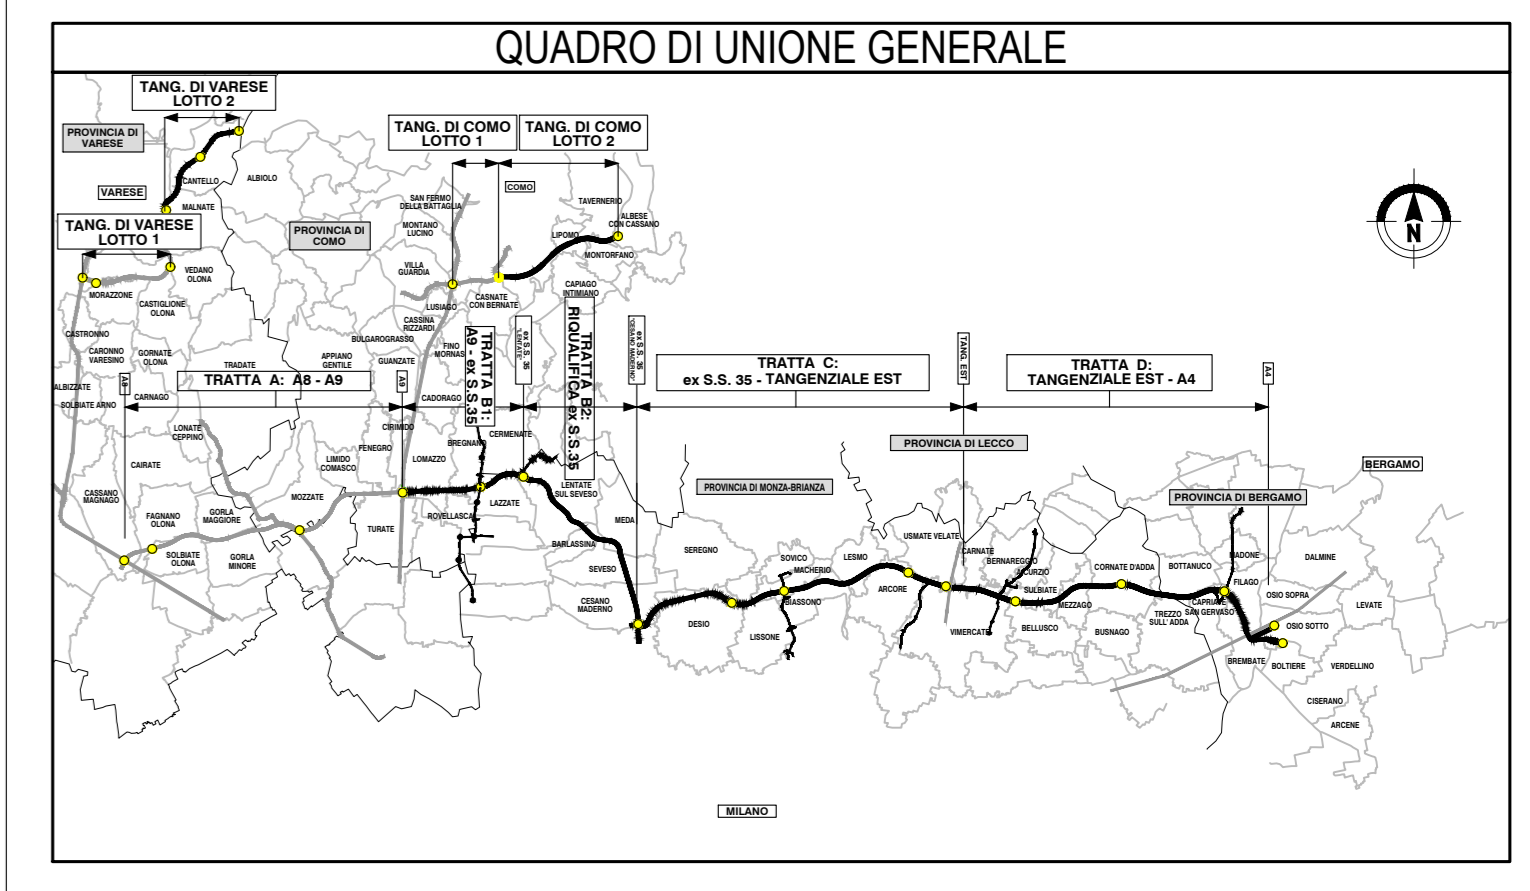 QUADRO DI UNIONE GENERALE
TANG. DI VARESE
LOTTO 2
PROVINCIA DI
VARESE
TANG. DI COMO
LOTTO 1
TANG. DI COMO
LOTTO 2
CANTELLO
ALBIOLO
VARESE
MALNATE
COMO
SAN FERMO
DELLA BATTAGLIA
TAVERNERIO
ALBESE
CON CASSANO
TANG. DI VARESE
LOTTO 1
PROVINCIA DI
COMO
MONTANO
LUCINO
LIPOMO
MONTORFANO
N
VEDANO
OLONA
VILLA
GUARDIA
MORAZZONE
CASTIGLIONE
OLONA
LUSIAGO
CASNATE
CON BERNATE
CAPIAGO
INTIMIANO
CASTRONNO
CASSINA
RIZZARDI
BULGAROGRASSO
CARONNO
VARESINO
GORNATE
OLONA
TRADATE
APPIANO
GENTILE
GUANZATE
FINO
MORNAS
TRATTA B1:
A9 - ex S.S.35
ex S.S. 35
"LENTATE"
TRATTA B2:
RIQUALIFICA ex S.S.35
ex S.S. 35
"CESANO MADERNO"
TRATTA C:
ex S.S. 35 - TANGENZIALE EST
TANG. EST
TRATTA D:
TANGENZIALE EST - A4
A4
ALBIZZATE
SOLBIATE ARNO
A8
CARNAGO
TRATTA A: A8 - A9
A9
CADORAGO
LONATE
CEPPINO
CIRIMIDO
FENEGRO
BREGNANO
CERMENATE
PROVINCIA DI LECCO
CAIRATE
LIMIDO
COMASCO
LOMAZZO
BERGAMO
CASSANO
MAGNAGO
MOZZATE
LENTATE
SUL SEVESO
PROVINCIA DI MONZA-BRIANZA
PROVINCIA DI BERGAMO
FAGNANO
OLONA
GORLA
MAGGIORE
TURATE
ROVELLASCA
LAZZATE
MEDA
SOLBIATE
OLONA
GORLA
MINORE
BARLASSINA
SEREGNO
SOVICO
MACHERIO
LESMO
USMATE VELATE
CARNATE
BERNAREGGIO
AICURZIO
CORNATE D'ADDA
BOTTANUCO
MADONE
DALMINE
SEVESO
FILAGO
CESANO
MADERNO
BIASSONO
ARCORE
SULBIATE
MEZZAGO
CAPRIATE
SAN GERVASO
OSIO SOPRA
LEVATE
DESIO
LISSONE
VIMERCATE
BELLUSCO
BUSNAGO
TREZZO
SULL' ADDA
OSIO SOTTO
BREMBATE
BOLTIERE
VERDELLINO
CISERANO
ARCENE
MILANO